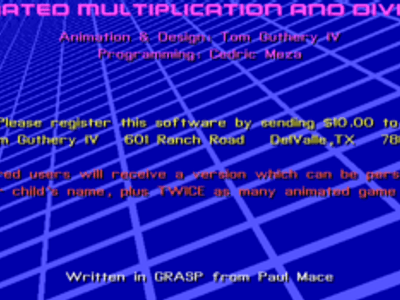 ATED MULTIPLICATION AND DIV
Animation & Design: Tom Guthery IV
Programming: Cedric Meza
Please register this software by sending $10.00 to
m Guthery IV 601 Ranch Road DelValle,TX 78
red users will receive a version which can be pers
r child's name, plus TWICE as many animated game
Written in GRASP from Paul Mace